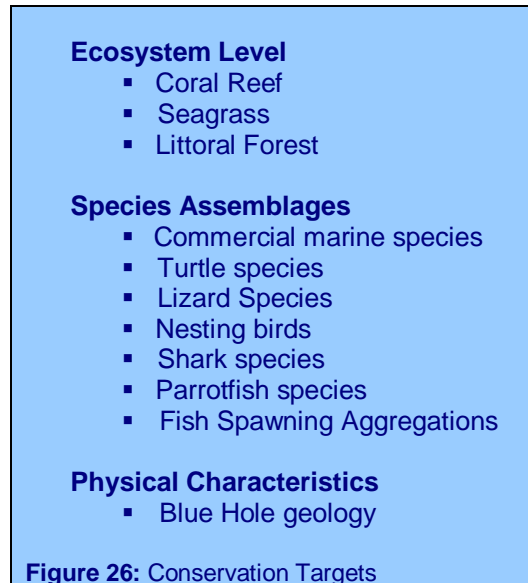 Ecosystem Level
▪ Coral Reef
▪ Seagrass
▪ Littoral Forest
Species Assemblages
▪ Commercial marine species
▪ Turtle species
▪ Lizard Species
▪ Nesting birds
▪ Shark species
▪ Parrotfish species
▪ Fish Spawning Aggregations
Physical Characteristics
▪ Blue Hole geology
Figure 26: Conservation Targets